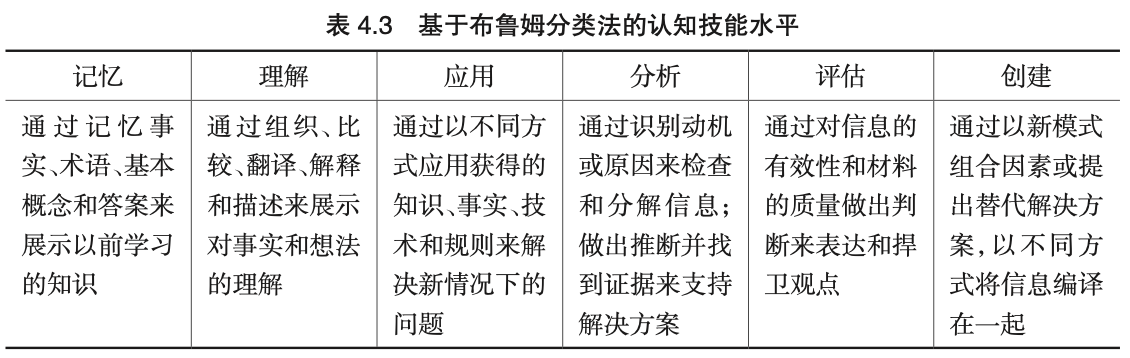 表 4.3 基于布鲁姆分类法的认知技能水平
记忆
理解
应用
分析
评估
创建
通过记忆事
实、术语、基本
概念和答案来
展示以前学习
的知识
通过组织、比
较、翻译、解释
和描述来展示
对事实和想法
的理解
通过以不同方
式应用获得的
知识、事实、技
术和规则来解
决新情况下的
问题
通过识别动机
或原因来检查
和分解信息；
做出推断并找
到证据来支持
解决方案
通过对信息的
有效性和材料
的质量做出判
断来表达和捍
卫观点
通过以新模式
组合因素或提
出替代解决方
案，以不同方
式将信息编译
在一起